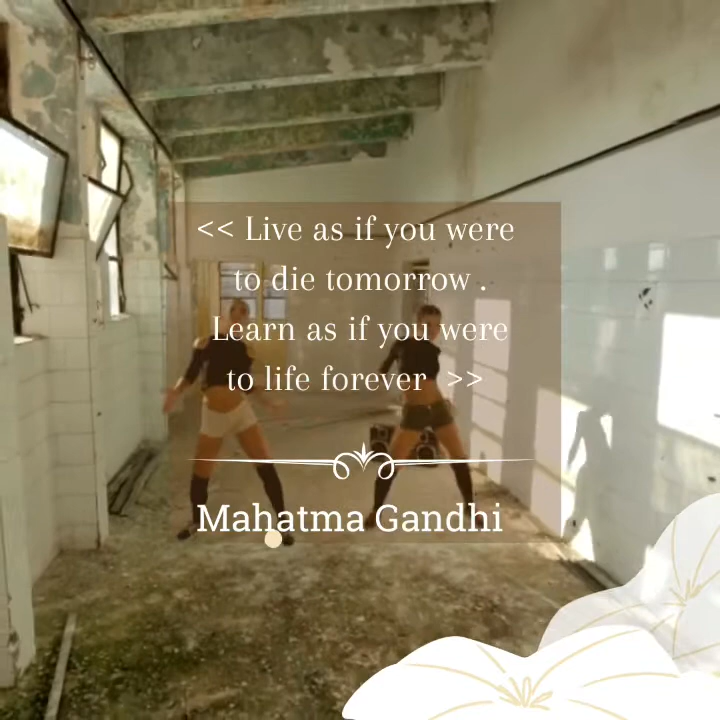 << Live as if you were
to die tomorrow .
Learn as if you were
to life forever >>
Mahatma Gandhi